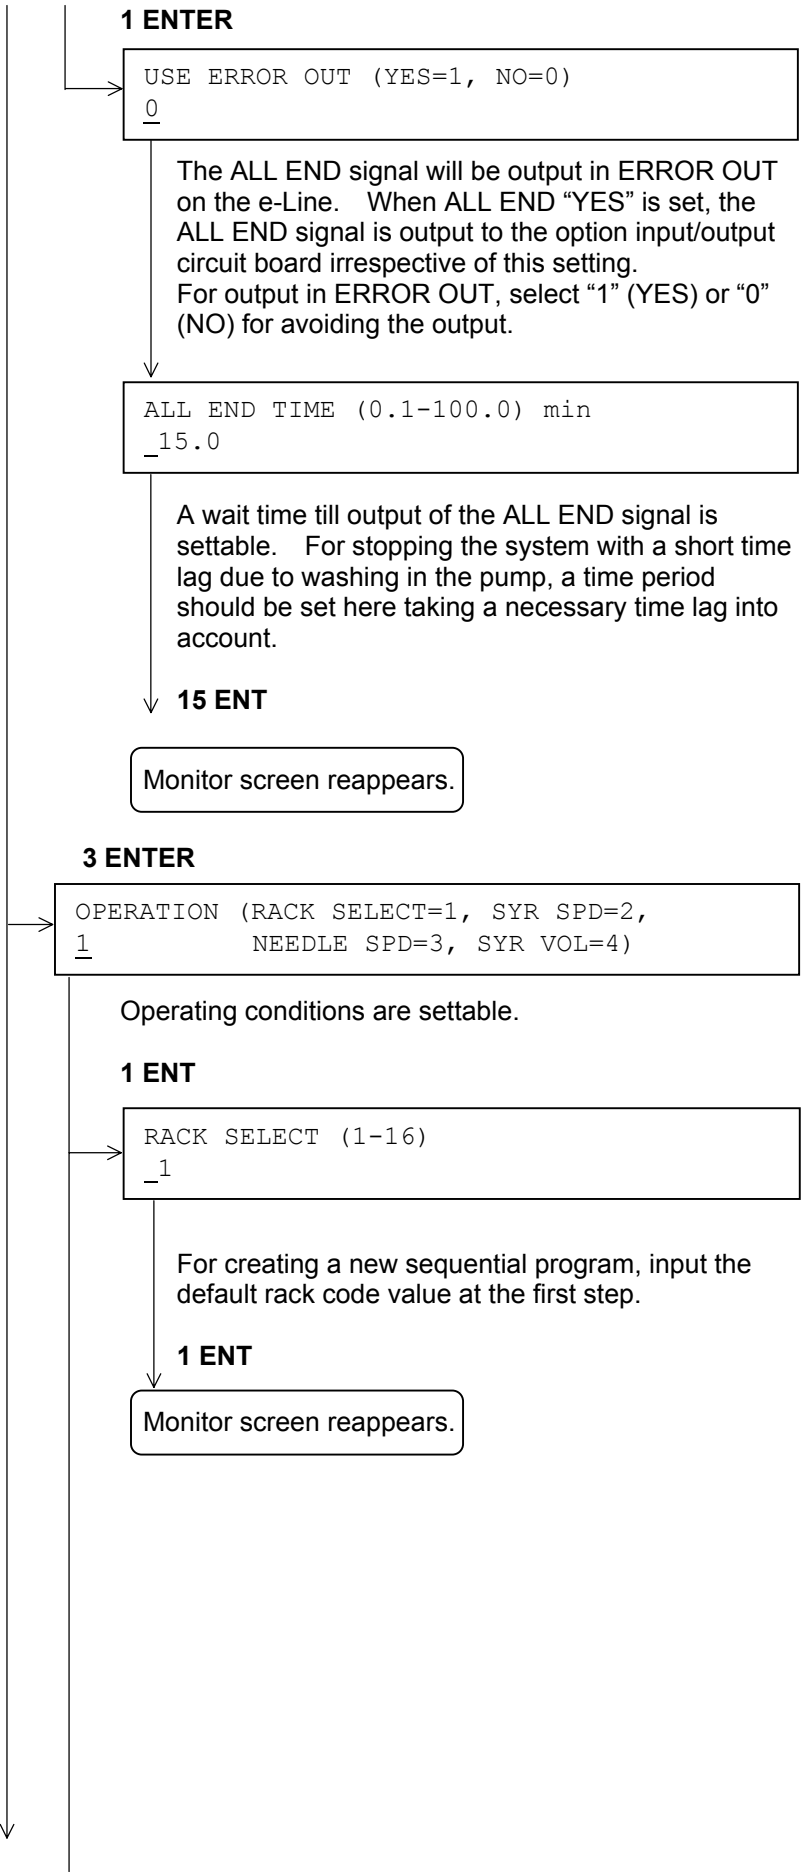 1 ENTER
USE ERROR OUT (YES=1, NO=0)
0
The ALL END signal will be output in ERROR OUT
on the e-Line. When ALL END “YES” is set, the
ALL END signal is output to the option input/output
circuit board irrespective of this setting.
For output in ERROR OUT, select “1” (YES) or “0”
(NO) for avoiding the output.
ALL END TIME (0.1-100.0) min
_15.0
A wait time till output of the ALL END signal is
settable. For stopping the system with a short time
lag due to washing in the pump, a time period
should be set here taking a necessary time lag into
account.
15 ENT
Monitor screen reappears.
3 ENTER
OPERATION (RACK SELECT=1, SYR SPD=2,
1 NEEDLE SPD=3, SYR VOL=4)
Operating conditions are settable.
1 ENT
RACK SELECT (1-16)
_1
For creating a new sequential program, input the
default rack code value at the first step.
1 ENT
Monitor screen reappears.